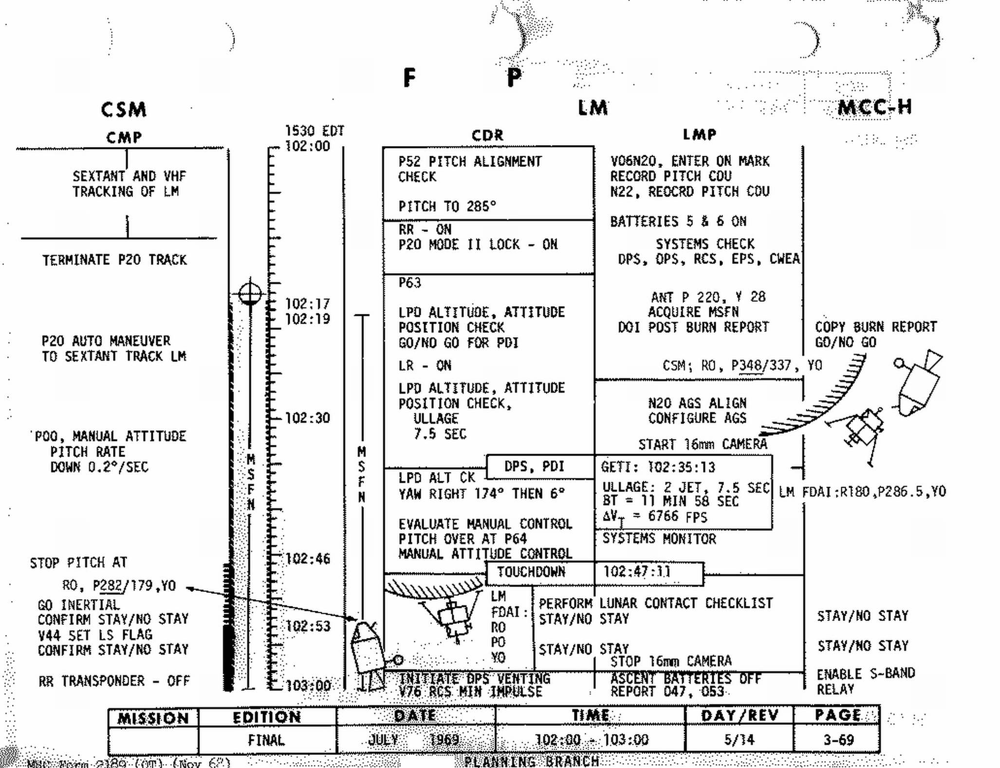 F P
CSM
LM
MCC-H
CMP
1530 EDT
102:00
CDR
LMP
SEXTANT AND VHF
TRACKING OF LM
TERMINATE P20 TRACK
P20 AUTO MANEUVER
TO SEXTANT TRACK LM
P00, MANUAL ATTITUDE
PITCH RATE
DOWN 0.2°/SEC
STOP PITCH AT
R0, P282/179,Y0
GO INERTIAL
CONFIRM STAY/NO STAY
V44 SET LS FLAG
CONFIRM STAY/NO STAY
RR TRANSPONDER - OFF
MSFN
102:17
102:19
102:30
102:46
102:53
103:00
MSFN
P52 PITCH ALIGNMENT
CHECK
PITCH TO 285°
RR - ON
P20 MODE II LOCK - ON
P63
LPD ALTITUDE, ATTITUDE
POSITION CHECK
GO/NO GO FOR PDI
LR - ON
LPD ALTITUDE, ATTITUDE
POSITION CHECK,
ULLAGE
7.5 SEC
DPS, PDI
LPD ALT CK
YAW RIGHT 174° THEN 6°
EVALUATE MANUAL CONTROL
PITCH OVER AT P64
MANUAL ATTITUDE CONTROL
TOUCHDOWN
LM
FDAI:
R0
P0
Y0
INITIATE DPS VENTING
V76 RCS MIN IMPULSE
V06N20, ENTER ON MARK
RECORD PITCH CDU
N22, REOCRD PITCH CDU
BATTERIES 5 & 6 ON
SYSTEMS CHECK
DPS, OPS, RCS, EPS, CWEA
ANT P 220, Y 28
ACQUIRE MSFN
DOI POST BURN REPORT
CSM; R0, P348/337, Y0
N20 AGS ALIGN
CONFIGURE AGS
START 16mm CAMERA
GETI: 102:35:13
ULLAGE: 2 JET, 7.5 SEC
BT = 11 MIN 58 SEC
ΔVT = 6766 FPS
SYSTEMS MONITOR
102:47:11
PERFORM LUNAR CONTACT CHECKLIST
STAY/NO STAY
STAY/NO STAY
STOP 16mm CAMERA
ASCENT BATTERIES OFF
REPORT 047, 053
COPY BURN REPORT
GO/NO GO
LM FDAI:R180,P286.5,Y0
STAY/NO STAY
STAY/NO STAY
ENABLE S-BAND
RELAY
MISSION EDITION DATE TIME DAY/REV PAGE
FINAL JULY 1969 102:00 - 103:00 5/14 3-69
MSC Form 2189 (OT) (Nov
PLANNING BRANCH